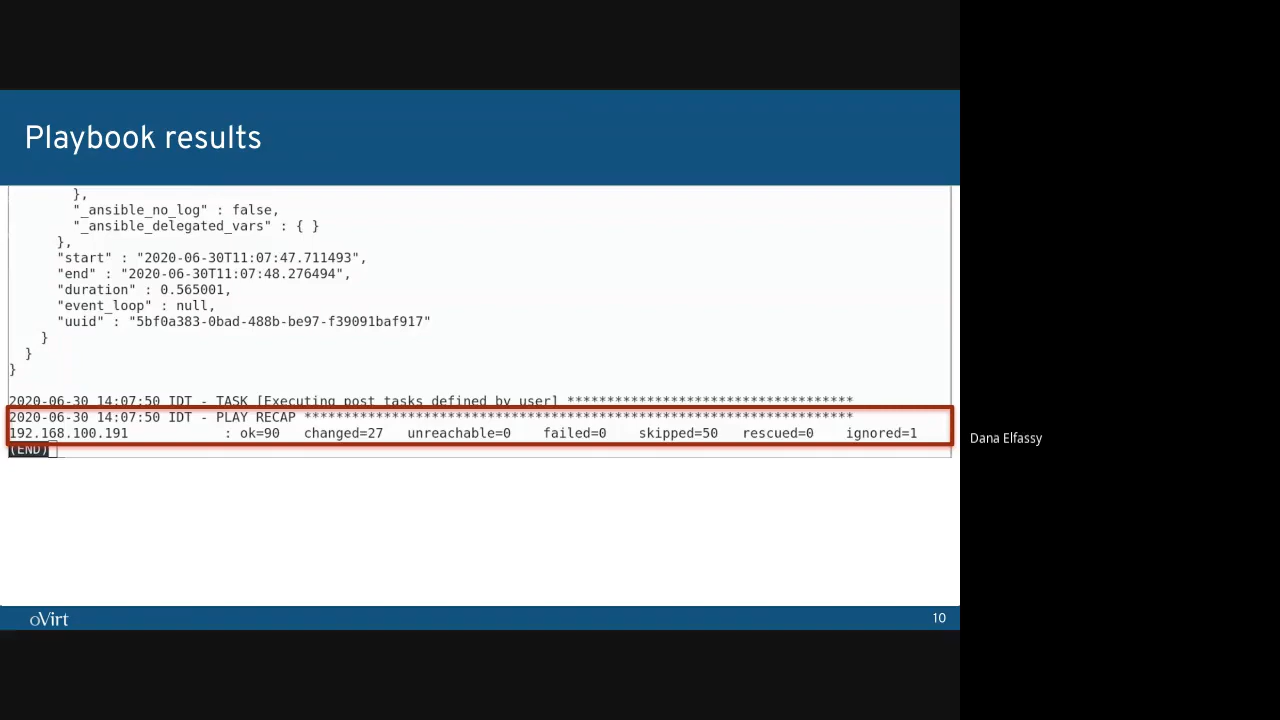 Playbook results
},
"_ansible_no_log" : false,
"_ansible_delegated_vars" : { }
},
"start" : "2020-06-30T11:07:47.711493",
"end" : "2020-06-30T11:07:48.276494",
"duration" : 0.565001,
"event_loop" : null,
"uuid" : "5bf0a383-0bad-488b-be97-f39091baf917"
}
}
}
2020-06-30 14:07:50 IDT - TASK [Executing post tasks defined by user] ************************************
2020-06-30 14:07:50 IDT - PLAY RECAP *********************************************************************
192.168.100.191 : ok=90 changed=27 unreachable=0 failed=0 skipped=50 rescued=0 ignored=1
(END)
Dana Elfassy
oVirt
10